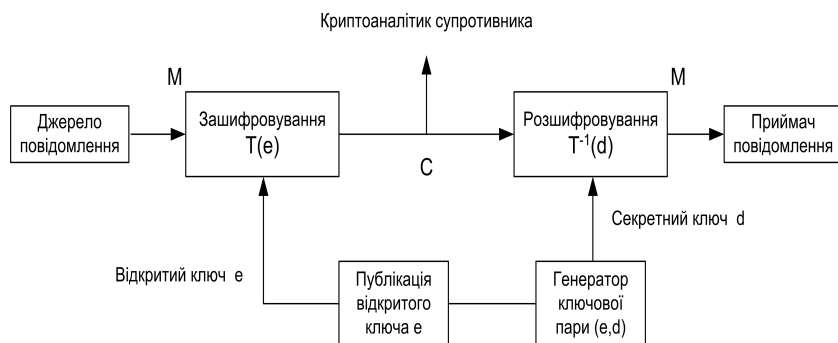 Криптоаналітик супротивника
М
М
Джерело
повідомлення
Зашифровування
T(e)
Розшифровування
T⁻¹(d)
Приймач
повідомлення
С
Секретний ключ d
Відкритий ключ e
Публікація
відкритого
ключа e
Генератор
ключової
пари (e,d)